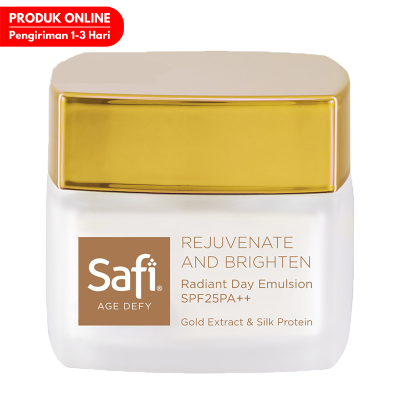 PRODUK ONLINE
Pengiriman 1-3 Hari
Safi®
AGE DEFY
REJUVENATE
AND BRIGHTEN
Radiant Day Emulsion
SPF25PA++
Gold Extract & Silk Protein